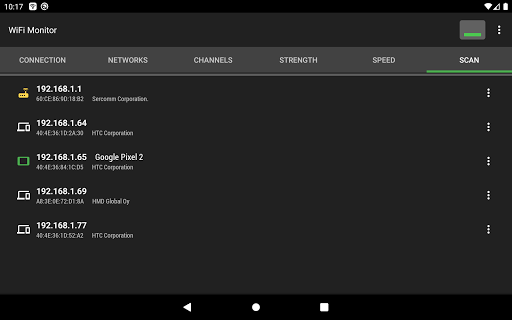 10:17
WiFi Monitor
CONNECTION NETWORKS CHANNELS STRENGTH SPEED SCAN
192.168.1.1
60:CE:86:9D:18:B2 Sercomm Corporation.
192.168.1.64
40:4E:36:1D:2A:30 HTC Corporation
192.168.1.65 Google Pixel 2
40:4E:36:84:1C:D5 HTC Corporation
192.168.1.69
A8:3E:0E:72:D1:8A HMD Global Oy
192.168.1.77
40:4E:36:1D:52:A2 HTC Corporation